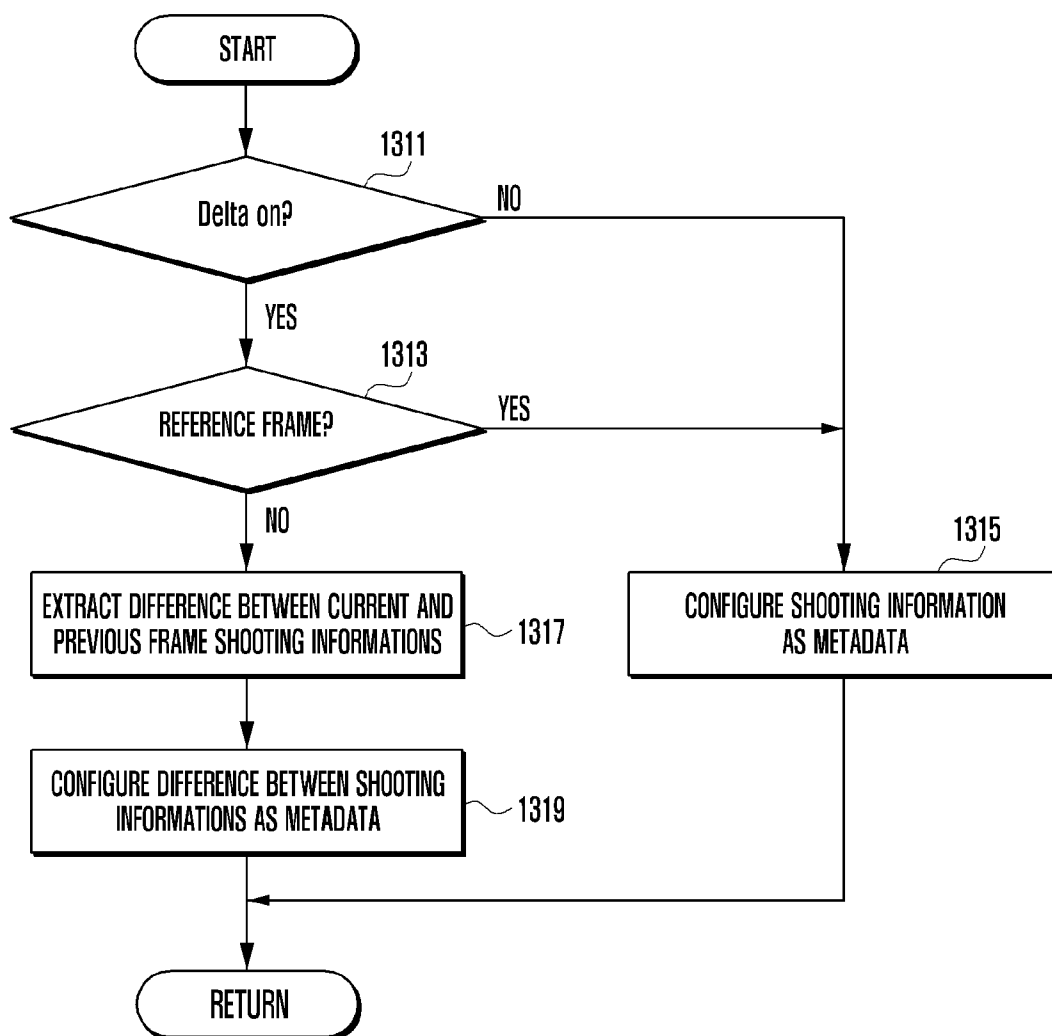 START
1311
Delta on?
NO
YES
1313
REFERENCE FRAME?
YES
NO
1315
EXTRACT DIFFERENCE BETWEEN CURRENT AND
PREVIOUS FRAME SHOOTING INFORMATIONS
1317
CONFIGURE SHOOTING INFORMATION
AS METADATA
CONFIGURE DIFFERENCE BETWEEN SHOOTING
INFORMATIONS AS METADATA
1319
RETURN